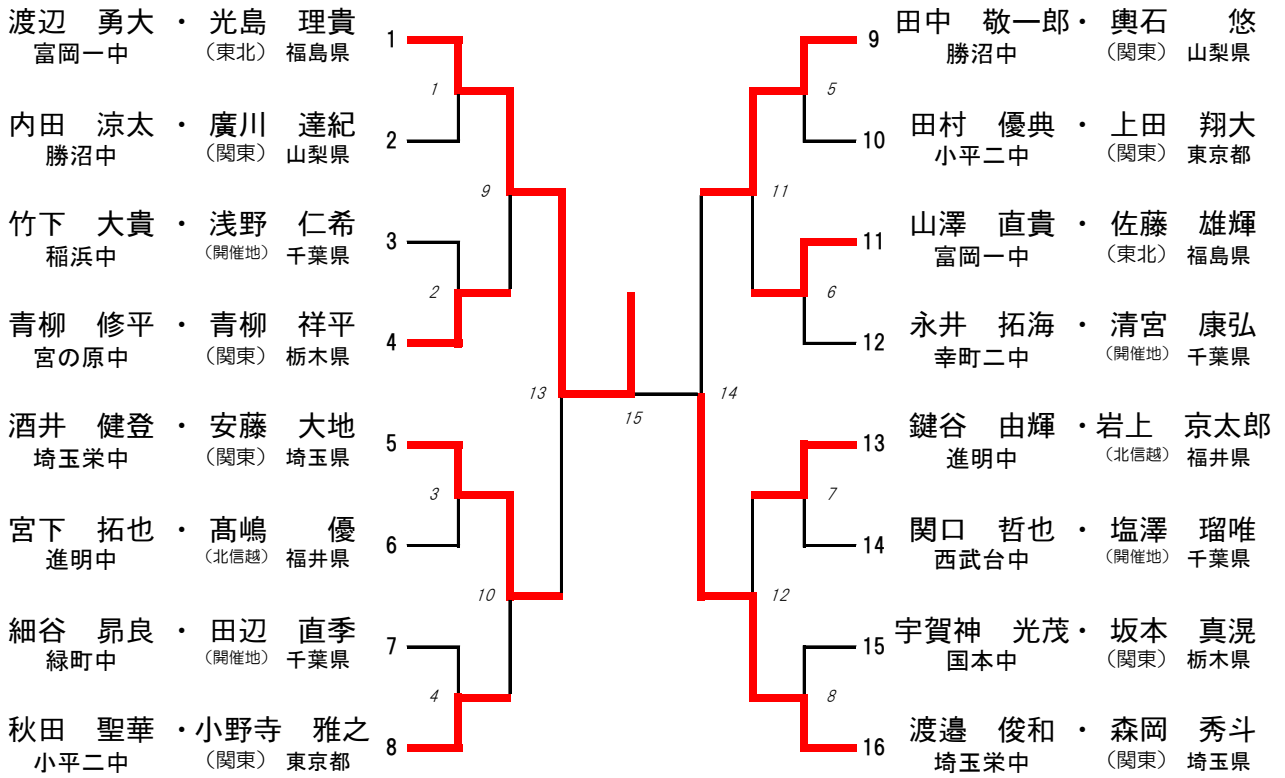 渡辺　勇大 ・ 光島　理貴
富岡一中 （東北） 福島県
1
内田　涼太 ・ 廣川　達紀
勝沼中 （関東） 山梨県
2
竹下　大貴 ・ 浅野　仁希
稲浜中 （開催地） 千葉県
3
青柳　修平 ・ 青柳　祥平
宮の原中 （関東） 栃木県
4
酒井　健登 ・ 安藤　大地
埼玉栄中 （関東） 埼玉県
5
宮下　拓也 ・ 髙嶋　　優
進明中 （北信越） 福井県
6
細谷　昴良 ・ 田辺　直季
緑町中 （開催地） 千葉県
7
秋田　聖華 ・小野寺　雅之
小平二中 （関東） 東京都
8
1
2
3
4
9
10
13
15
14
11
12
5
6
7
8
9
田中　敬一郎・ 輿石　　悠
勝沼中 （関東） 山梨県
10
田村　優典 ・ 上田　翔大
小平二中 （関東） 東京都
11
山澤　直貴 ・ 佐藤　雄輝
富岡一中 （東北） 福島県
12
永井　拓海 ・ 清宮　康弘
幸町二中 （開催地） 千葉県
13
鍵谷　由輝 ・岩上　京太郎
進明中 （北信越） 福井県
14
関口　哲也 ・ 塩澤　瑠唯
西武台中 （開催地） 千葉県
15
宇賀神　光茂・ 坂本　真滉
国本中 （関東） 栃木県
16
渡邉　俊和 ・ 森岡　秀斗
埼玉栄中 （関東） 埼玉県